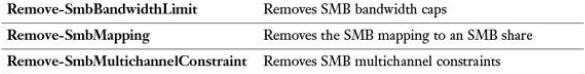 Remove-SmbBandwidthLimit Removes SMB bandwidth caps
Remove-SmbMapping Removes the SMB mapping to an SMB share
Remove-SmbMultichannelConstraint Removes SMB multichannel constraints